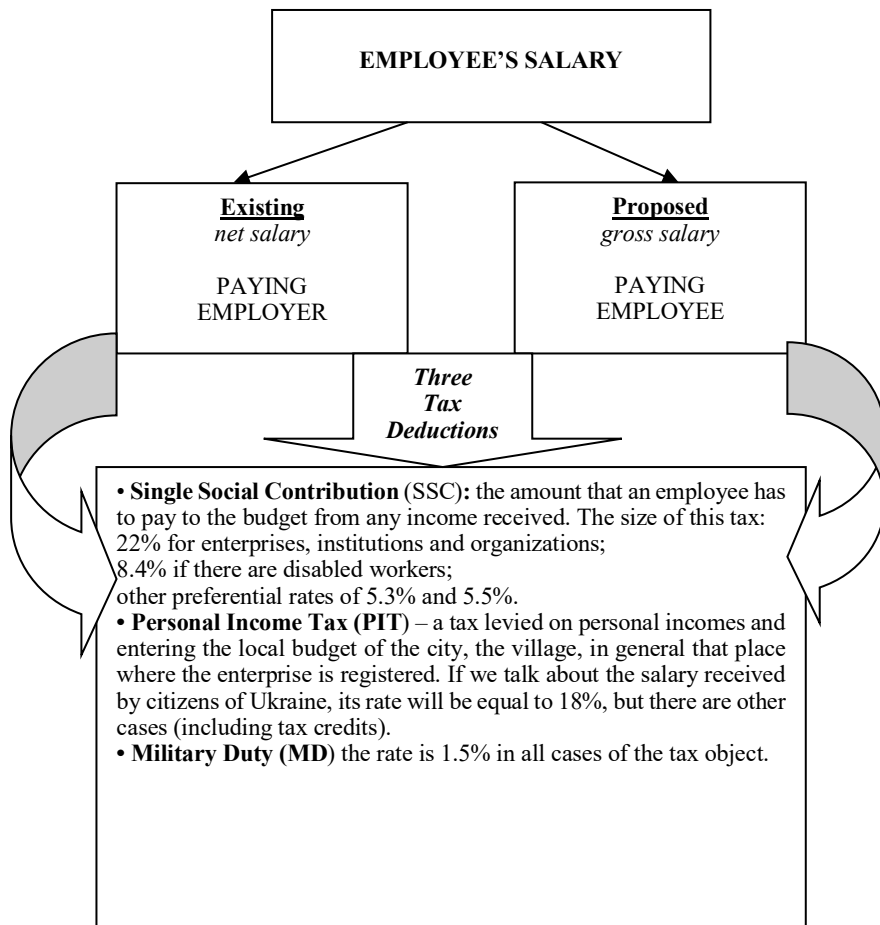 EMPLOYEE’S SALARY
Existing
net salary
PAYING
EMPLOYER
Proposed
gross salary
PAYING
EMPLOYEE
Three
Tax
Deductions
• Single Social Contribution (SSC): the amount that an employee has
to pay to the budget from any income received. The size of this tax:
22% for enterprises, institutions and organizations;
8.4% if there are disabled workers;
other preferential rates of 5.3% and 5.5%.
• Personal Income Tax (PIT) – a tax levied on personal incomes and
entering the local budget of the city, the village, in general that place
where the enterprise is registered. If we talk about the salary received
by citizens of Ukraine, its rate will be equal to 18%, but there are other
cases (including tax credits).
• Military Duty (MD) the rate is 1.5% in all cases of the tax object.